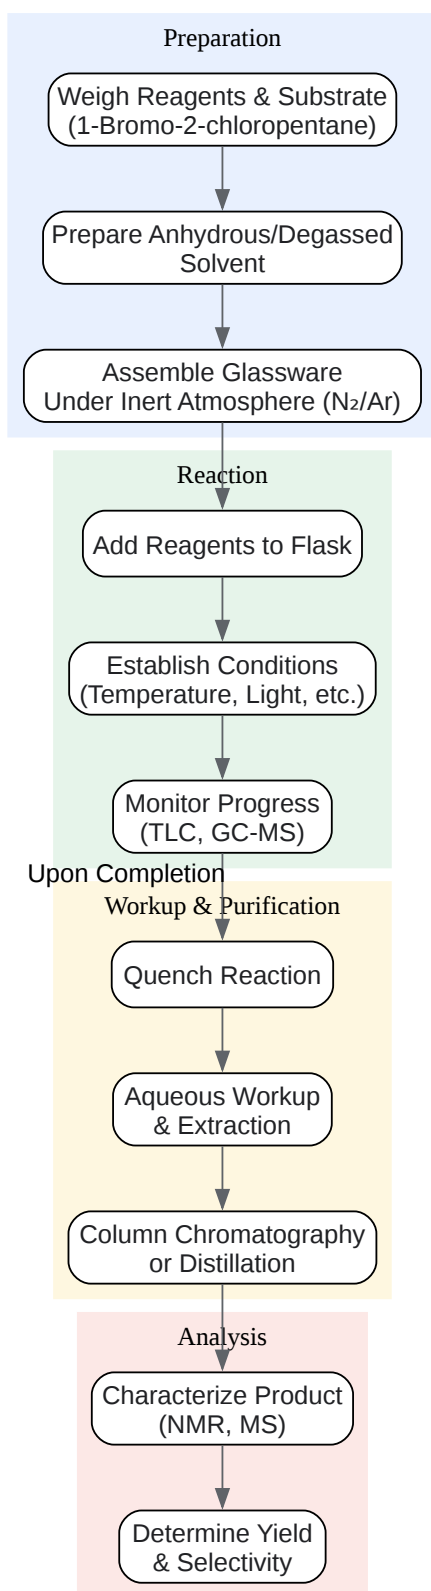 Preparation
Weigh Reagents & Substrate
(1-Bromo-2-chloropentane)
Prepare Anhydrous/Degassed
Solvent
Assemble Glassware
Under Inert Atmosphere (N₂/Ar)
Reaction
Add Reagents to Flask
Establish Conditions
(Temperature, Light, etc.)
Monitor Progress
(TLC, GC-MS)
Upon Completion
Workup & Purification
Quench Reaction
Aqueous Workup
& Extraction
Column Chromatography
or Distillation
Analysis
Characterize Product
(NMR, MS)
Determine Yield
& Selectivity